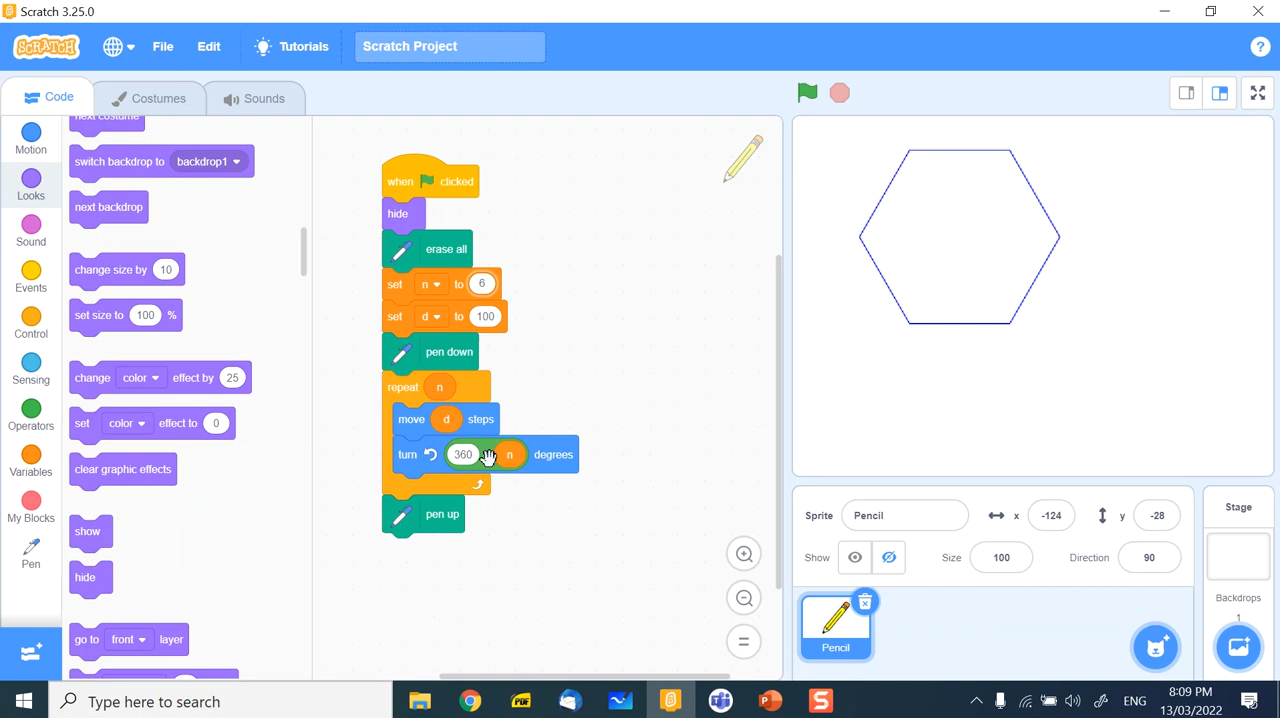 Scratch 3.25.0
SCRATCH
File
Edit
Tutorials
Scratch Project
?
Code
Costumes
Sounds
Motion
Looks
Sound
Events
Control
Sensing
Operators
Variables
My Blocks
Pen
next costume
switch backdrop to backdrop1
next backdrop
change size by 10
set size to 100 %
change color effect by 25
set color effect to 0
clear graphic effects
show
hide
go to front layer
when clicked
hide
erase all
set n to 6
set d to 100
pen down
repeat n
move d steps
turn 360 n degrees
pen up
Sprite Pencil x -124 y -28
Show Size 100 Direction 90
Pencil
Stage
Backdrops
1
Type here to search
PDF
ENG
8:09 PM
13/03/2022